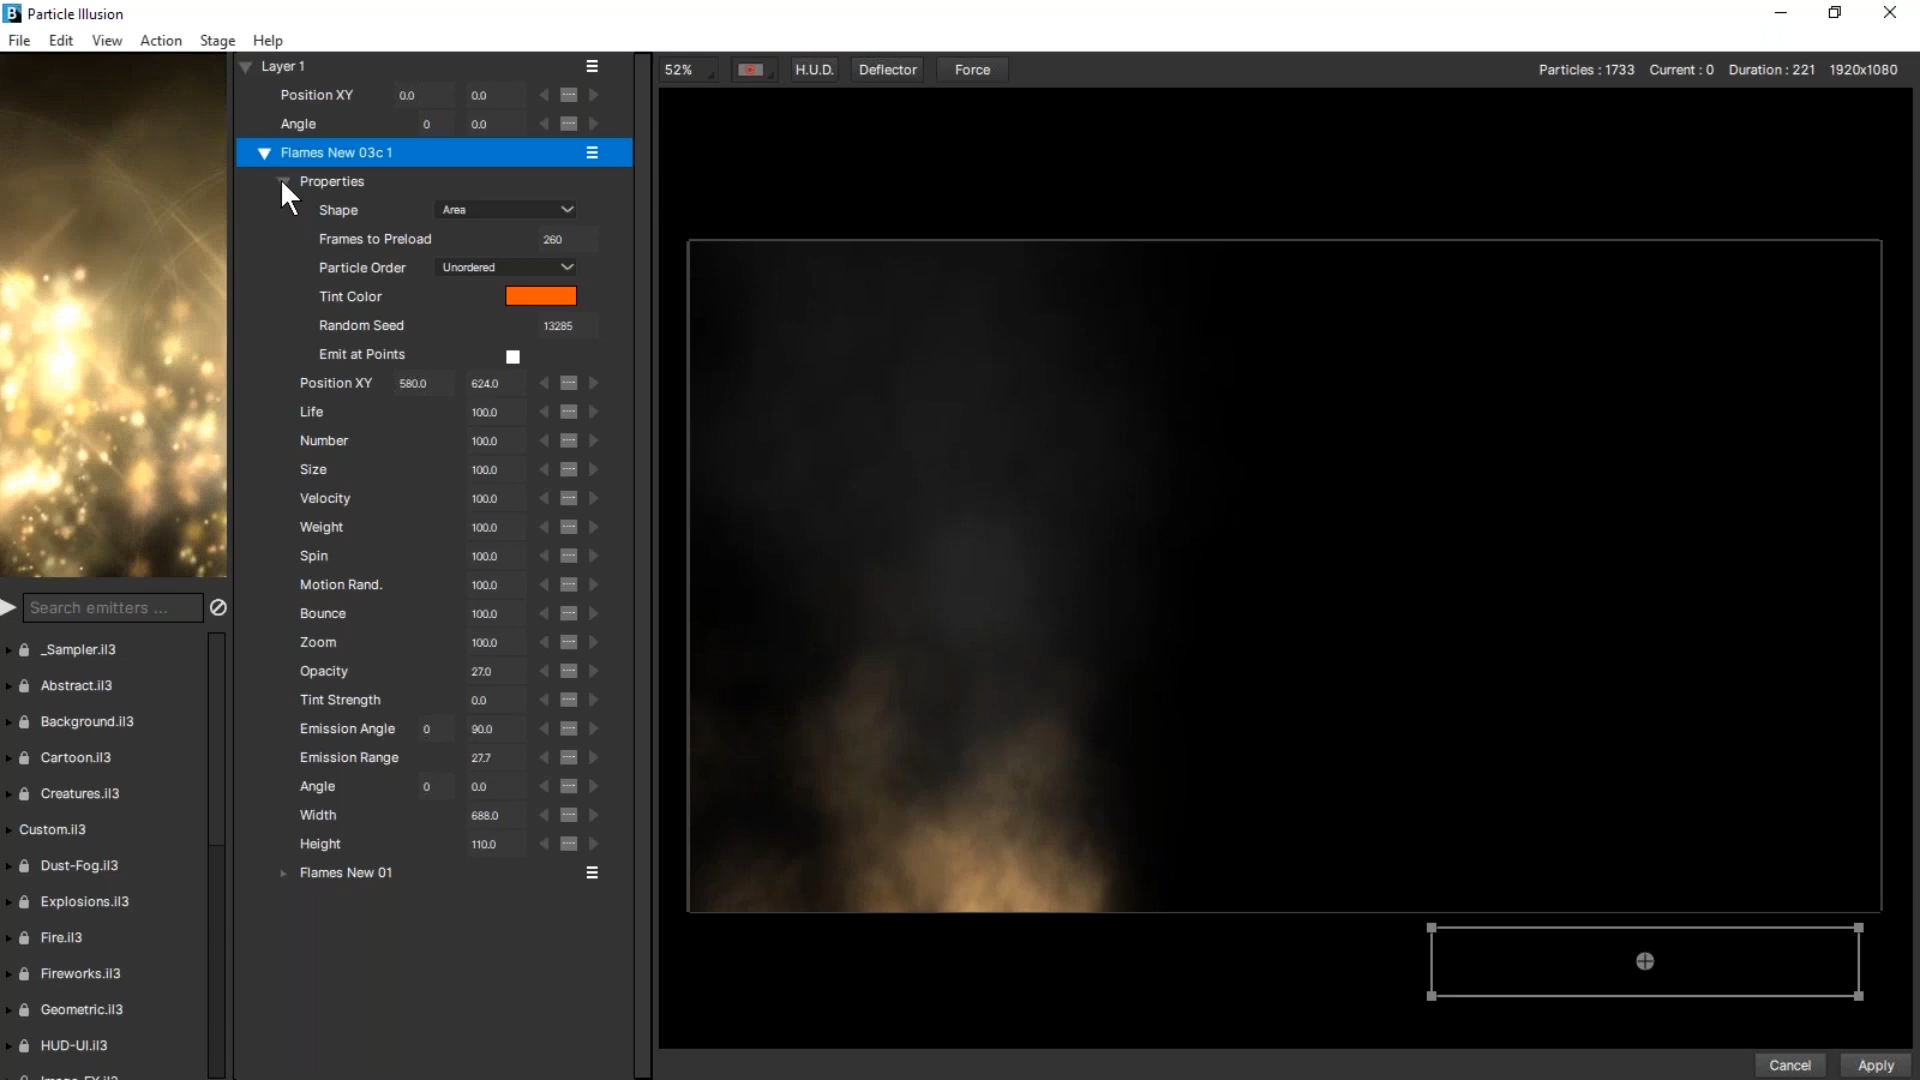 Particle Illusion
File Edit View Action Stage Help
Layer 1
52% H.U.D. Deflector Force Particles : 1733 Current : 0 Duration : 221 1920x1080
Position XY 0.0 0.0
Angle 0 0.0
Flames New 03c 1
Properties
Shape Area
Frames to Preload 260
Particle Order Unordered
Tint Color
Random Seed 13285
Emit at Points
Position XY 580.0 624.0
Life 100.0
Number 100.0
Size 100.0
Velocity 100.0
Weight 100.0
Spin 100.0
Motion Rand. 100.0
Bounce 100.0
Zoom 100.0
Opacity 27.0
Tint Strength 0.0
Emission Angle 0 90.0
Emission Range 27.7
Angle 0 0.0
Width 688.0
Height 110.0
Flames New 01
Search emitters ...
_Sampler.il3
Abstract.il3
Background.il3
Cartoon.il3
Creatures.il3
Custom.il3
Dust-Fog.il3
Explosions.il3
Fire.il3
Fireworks.il3
Geometric.il3
HUD-UI.il3
Cancel Apply